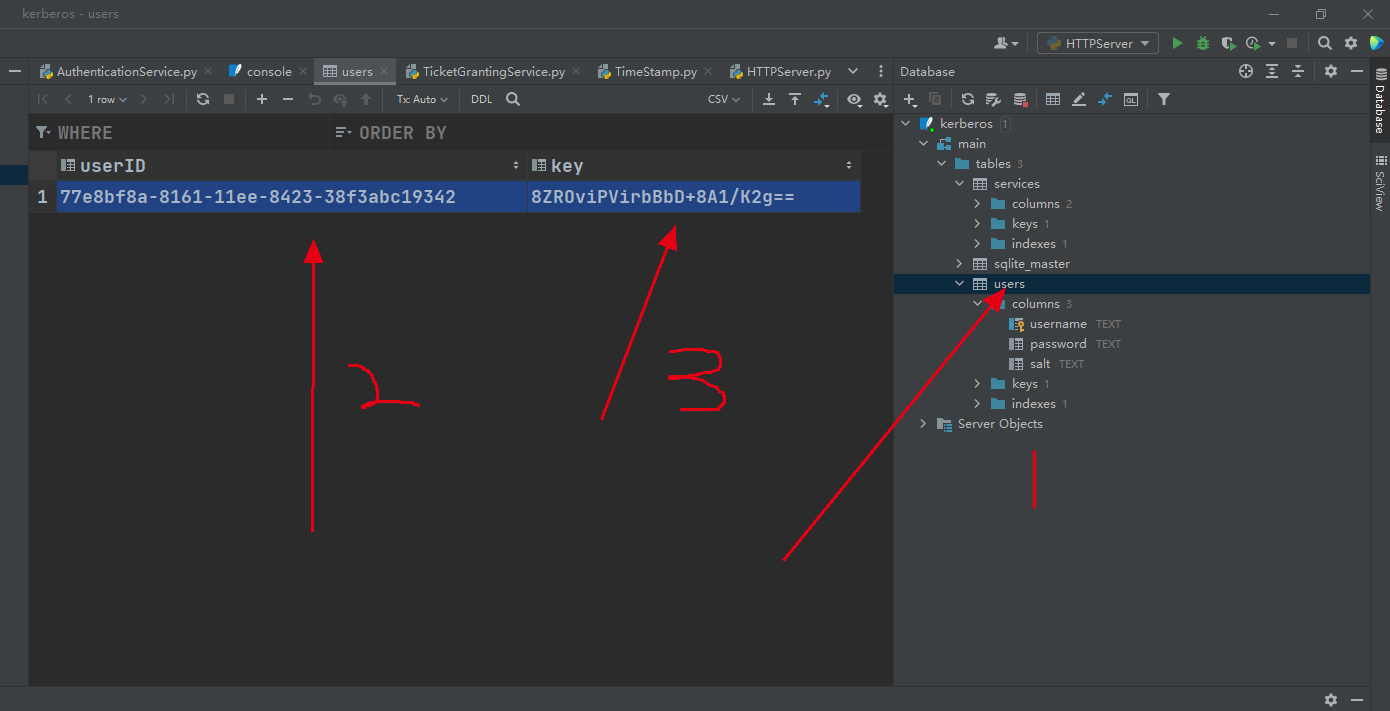 kerberos - users
HTTPServer
AuthenticationService.py
console
users
TicketGrantingService.py
TimeStamp.py
HTTPServer.py
Database
1 row
Tx: Auto
DDL
CSV
QL
WHERE
ORDER BY
userID
key
1
77e8bf8a-8161-11ee-8423-38f3abc19342
8ZROviPVirbBbD+8A1/K2g==
2
3
kerberos 1
main
tables 3
services
columns 2
keys 1
indexes 1
sqlite_master
users
columns 3
username TEXT
password TEXT
salt TEXT
keys 1
indexes 1
Server Objects
1
Database
SciView